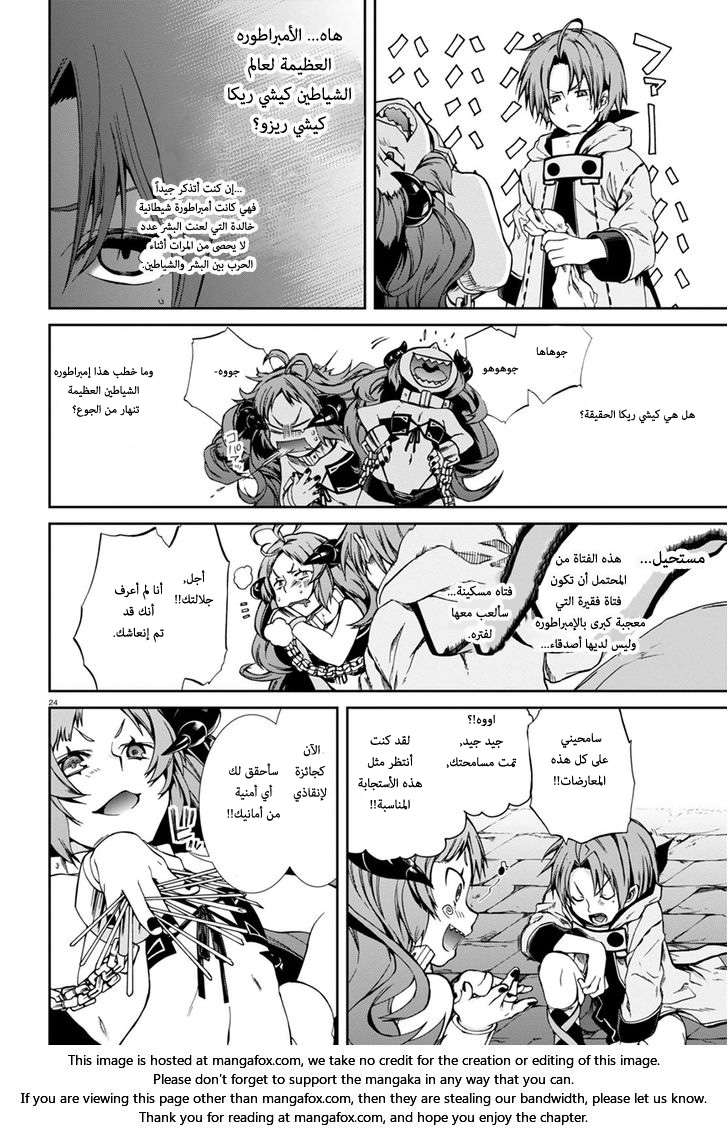 هاه... الأمبراطوره
العظيمة لعالم
الشياطين كيشي ريكا
كيشي ريزو؟
...إن كنت أتذكر جيداً
فهي كانت أمبراطورة شيطانية
خالدة التي لعنت البشر عدد
لا يحصى من المرات أثناء
الحرب بين البشر والشياطين.
ファー
جوهاها
جوهوهو
هل هي كيشي ريكا الحقيقة؟
جووه-
وما خطب هذا إمبراطوره
الشياطين العظيمة
تنهار من الجوع؟
مستحيل...
هذه الفتاة من
المحتمل أن تكون
فتاة فقيرة التي
معجبة كبرى بالإمبراطوره
وليس لديها أصدقاء...
فتاه مسكينة...
سألعب معها
لفتره.
أجل,
جلالتك!!
أنا لم أعرف
أنك قد
تم إنعاشك.
24
سامحيني
على كل هذه
المعارضات!!
اووه!؟
جيد جيد,
تمت مسامحتك,
لقد كنت
أنتظر مثل
هذه الأستجابة
المناسبة!!
الآن
كجائزة
لإنقاذي
سأحقق لك
أي أمنية
من أمانيك!!
This image is hosted at mangafox.com, we take no credit for the creation or editing of this image.
Please don't forget to support the mangaka in any way that you can.
If you are viewing this page other than mangafox.com, then they are stealing our bandwidth, please let us know.
Thank you for reading at mangafox.com, and hope you enjoy the chapter.